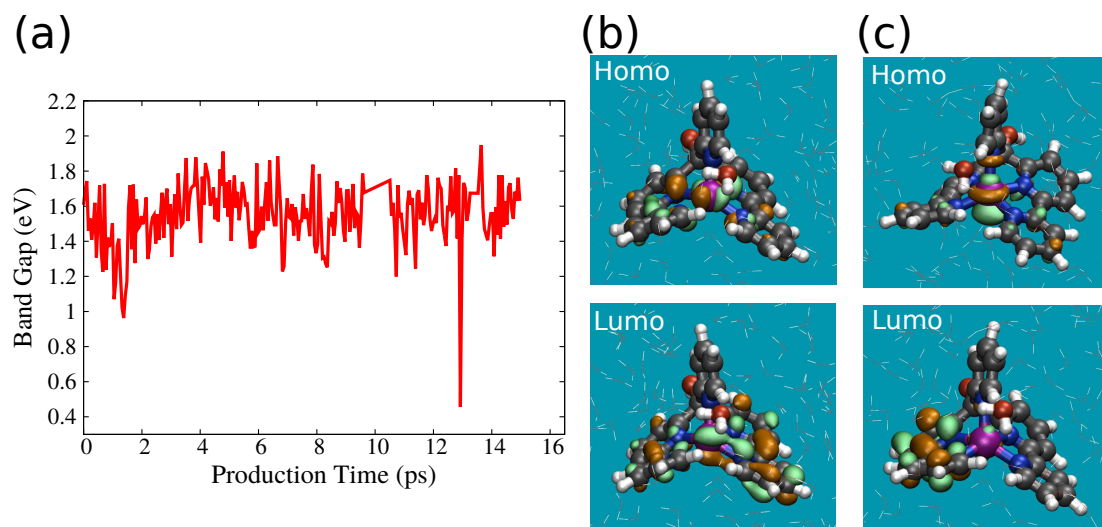 (a)
2.2
2
1.8
1.6
1.4
1.2
1
0.8
0.6
0.4
Band Gap (eV)
0 2 4 6 8 10 12 14 16
Production Time (ps)
(b)
Homo
Lumo
(c)
Homo
Lumo